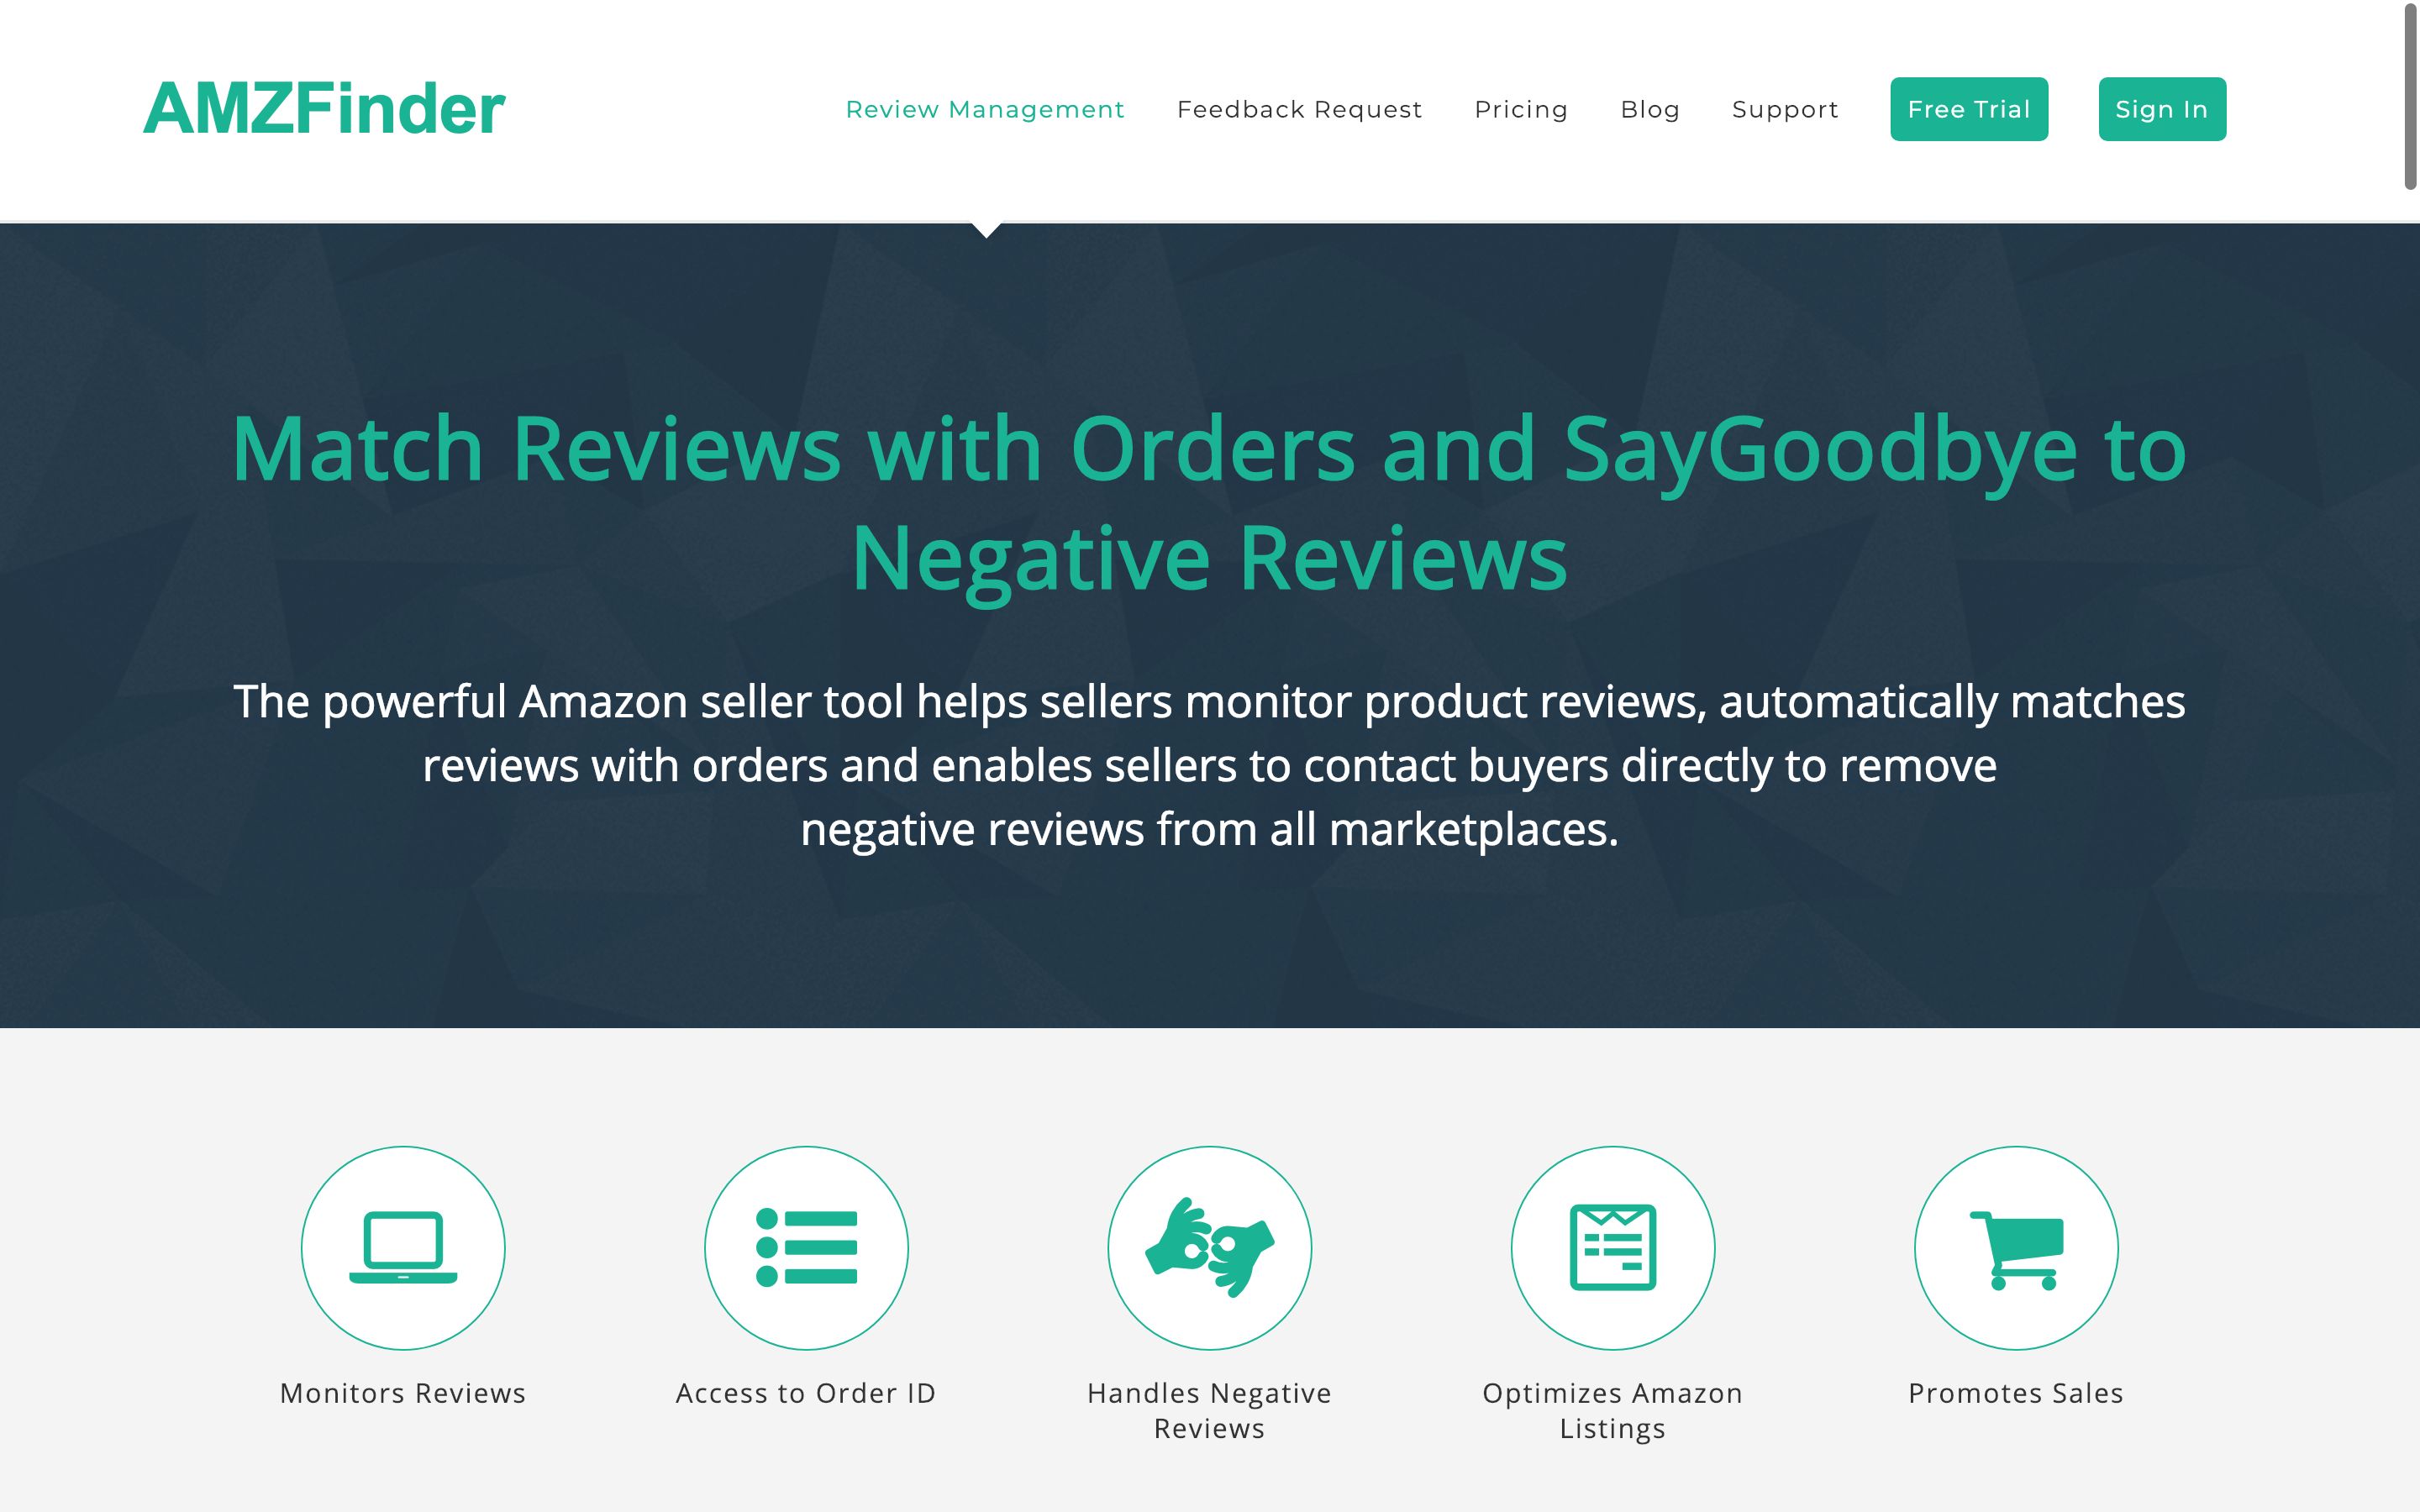 AMZFinder
Review Management
Feedback Request
Pricing
Blog
Support
Free Trial
Sign In
Match Reviews with Orders and SayGoodbye to
Negative Reviews
The powerful Amazon seller tool helps sellers monitor product reviews, automatically matches
reviews with orders and enables sellers to contact buyers directly to remove
negative reviews from all marketplaces.
Monitors Reviews
Access to Order ID
Handles Negative
Reviews
Optimizes Amazon
Listings
Promotes Sales